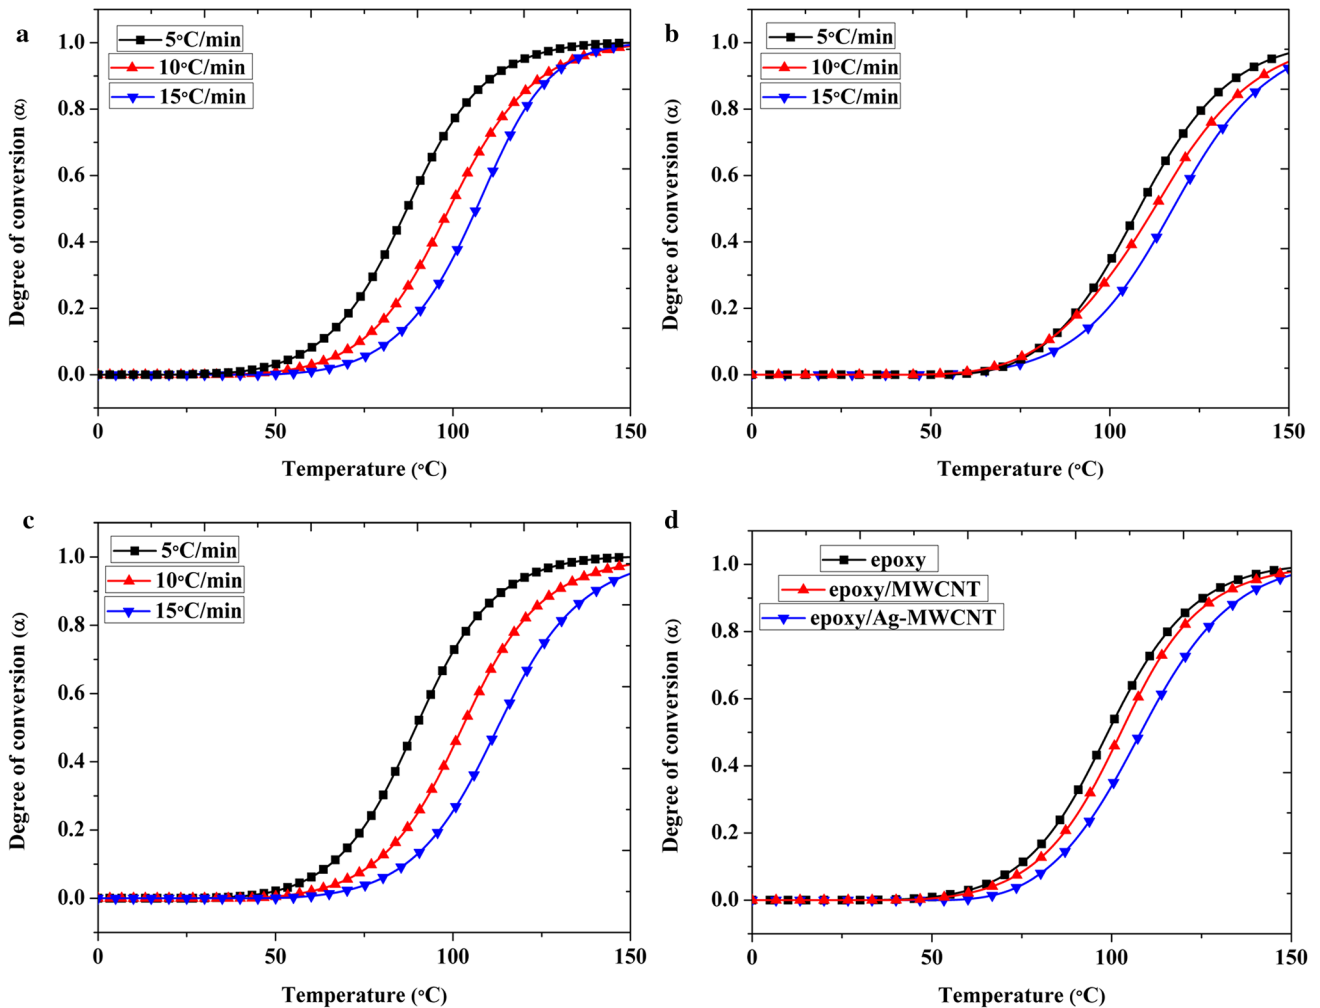 a
5°C/min
10°C/min
15°C/min
1.0
0.8
0.6
0.4
0.2
0.0
Degree of conversion (α)
0 50 100 150
Temperature (°C)
b
5°C/min
10°C/min
15°C/min
1.0
0.8
0.6
0.4
0.2
0.0
Degree of conversion (α)
0 50 100 150
Temperature (°C)
c
5°C/min
10°C/min
15°C/min
1.0
0.8
0.6
0.4
0.2
0.0
Degree of conversion (α)
0 50 100 150
Temperature (°C)
d
epoxy
epoxy/MWCNT
epoxy/Ag-MWCNT
1.0
0.8
0.6
0.4
0.2
0.0
Degree of conversion (α)
0 50 100 150
Temperature (°C)